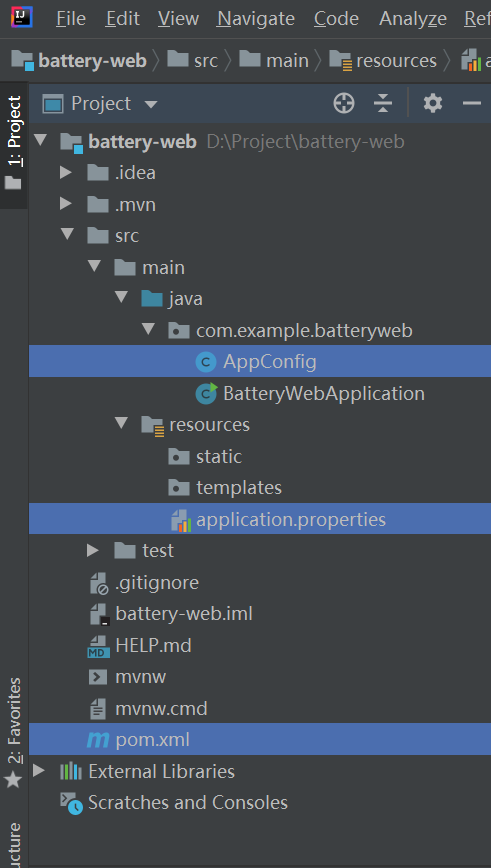 File Edit View Navigate Code Analyze Ref
battery-web src main resources a
Project
1: Project
battery-web D:\Project\battery-web
.idea
.mvn
src
main
java
com.example.batteryweb
AppConfig
BatteryWebApplication
resources
static
templates
application.properties
test
.gitignore
battery-web.iml
HELP.md
mvnw
mvnw.cmd
pom.xml
External Libraries
Scratches and Consoles
2: Favorites
ucture